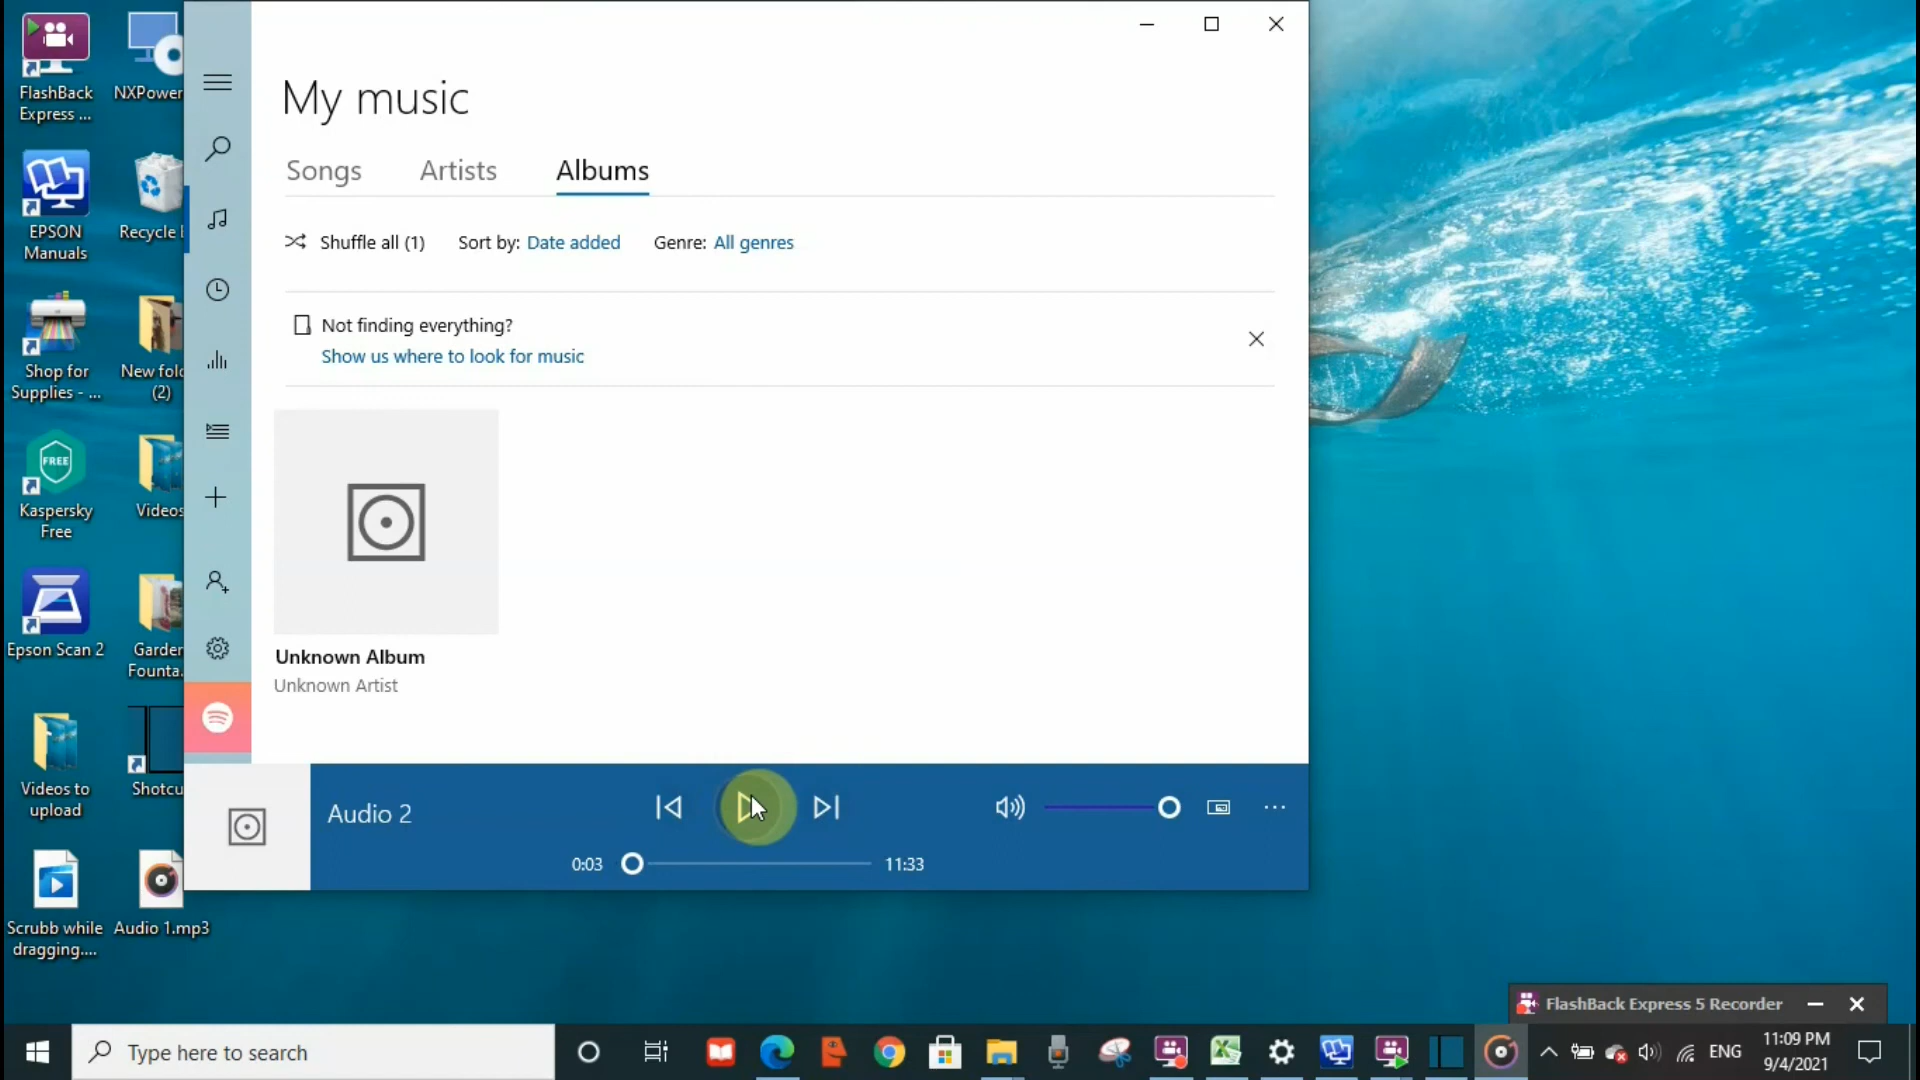 FlashBack
Express ...
NXPower
EPSON
Manuals
Recycle
Shop for
Supplies - ...
New fol
(2)
FREE
Kaspersky
Free
Videos
Epson Scan 2
Garde
Founta.
Videos to
upload
Shotcu
Scrubb while
dragging....
Audio 1.mp3
My music
Songs
Artists
Albums
Shuffle all (1)
Sort by: Date added
Genre: All genres
Not finding everything?
Show us where to look for music
Unknown Album
Unknown Artist
Audio 2
0:03
11:33
FlashBack Express 5 Recorder
Type here to search
ENG
11:09 PM
9/4/2021